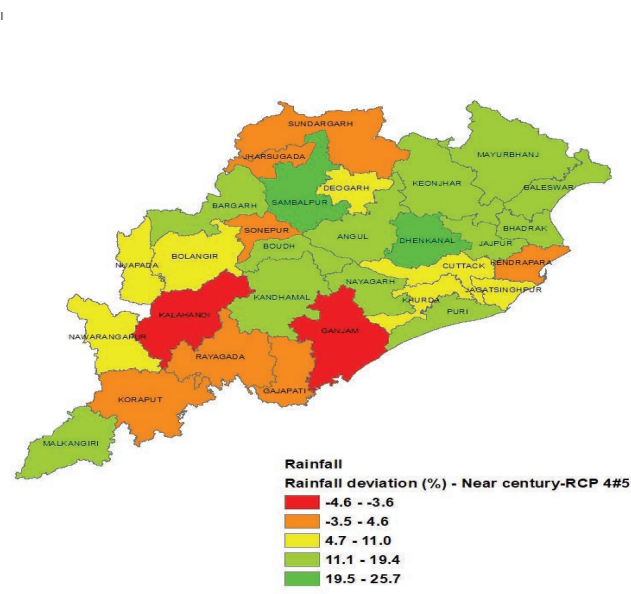 SUNDARGARH
JHARSUGADA
MAYURBHANJ
KEONJHAR
DEOGARH
BALESWAR
SAMBALPUR
BARGARH
SONEPUR
BHADRAK
ANGUL
DHENKANAL
JAJPUR
BOUDH
BOLANGIR
NUAPADA
CUTTACK
KENDRAPARA
NAYAGARH
JAGATSINGHPUR
KANDHAMAL
KHURDA
PURI
KALAHANDI
GANJAM
NAWARANGAPUR
RAYAGADA
GAJAPATI
KORAPUT
MALKANGIRI
Rainfall
Rainfall deviation (%) - Near century-RCP 4#5
-4.6 - -3.6
-3.5 - 4.6
4.7 - 11.0
11.1 - 19.4
19.5 - 25.7